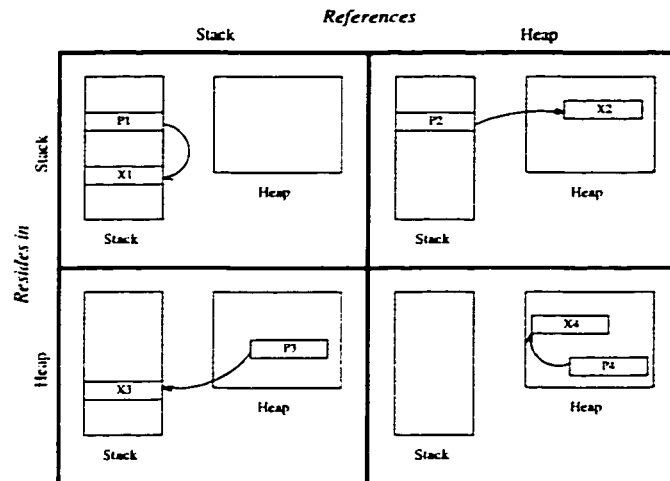 References
Stack
Heap
Resides in
Stack
P1
X1
Stack
Heap
P2
Stack
X2
Heap
Heap
X3
Stack
P3
Heap
Stack
X4
P4
Heap